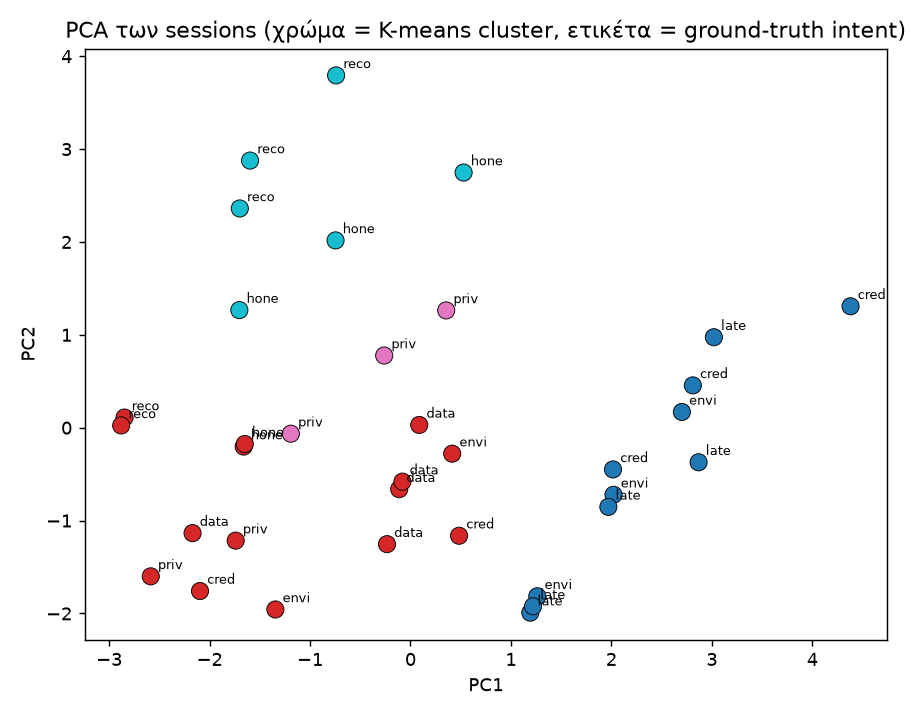 PCA των sessions (χρώμα = K-means cluster, ετικέτα = ground-truth intent)
4
3
2
1
0
−1
−2
PC2
reco
reco
hone
reco
hone
hone
priv
cred
late
priv
cred
envi
reco
reco
data
priv
hone
hone
envi
late
cred
data
data
envi
late
data
priv
data
cred
priv
cred
envi
envi
late
late
−3
−2
−1
0
1
2
3
4
PC1